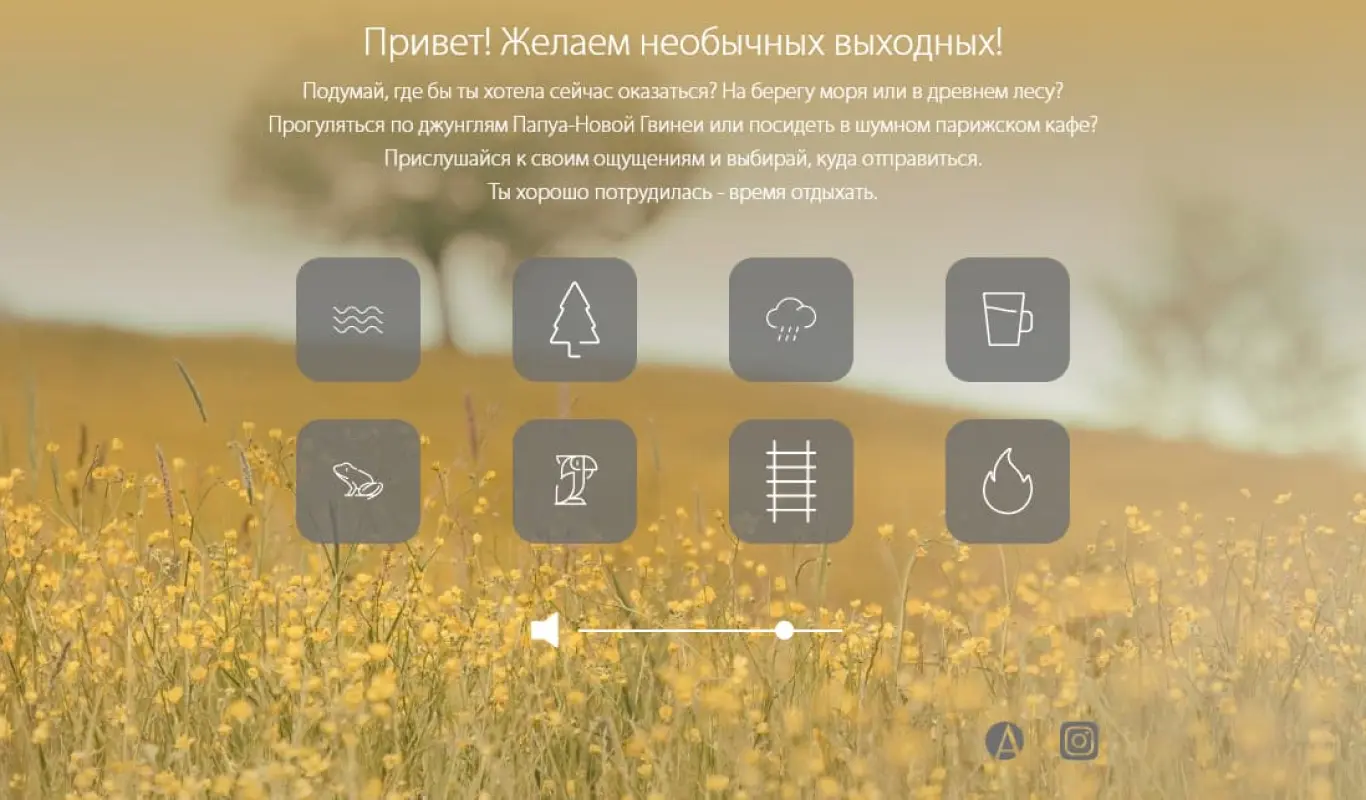 Привет! Желаем необычных выходных!
Подумай, где бы ты хотела сейчас оказаться? На берегу моря или в древнем лесу?
Прогуляться по джунглям Папуа-Новой Гвинеи или посидеть в шумном парижском кафе?
Прислушайся к своим ощущениям и выбирай, куда отправиться.
Ты хорошо потрудилась - время отдыхать.